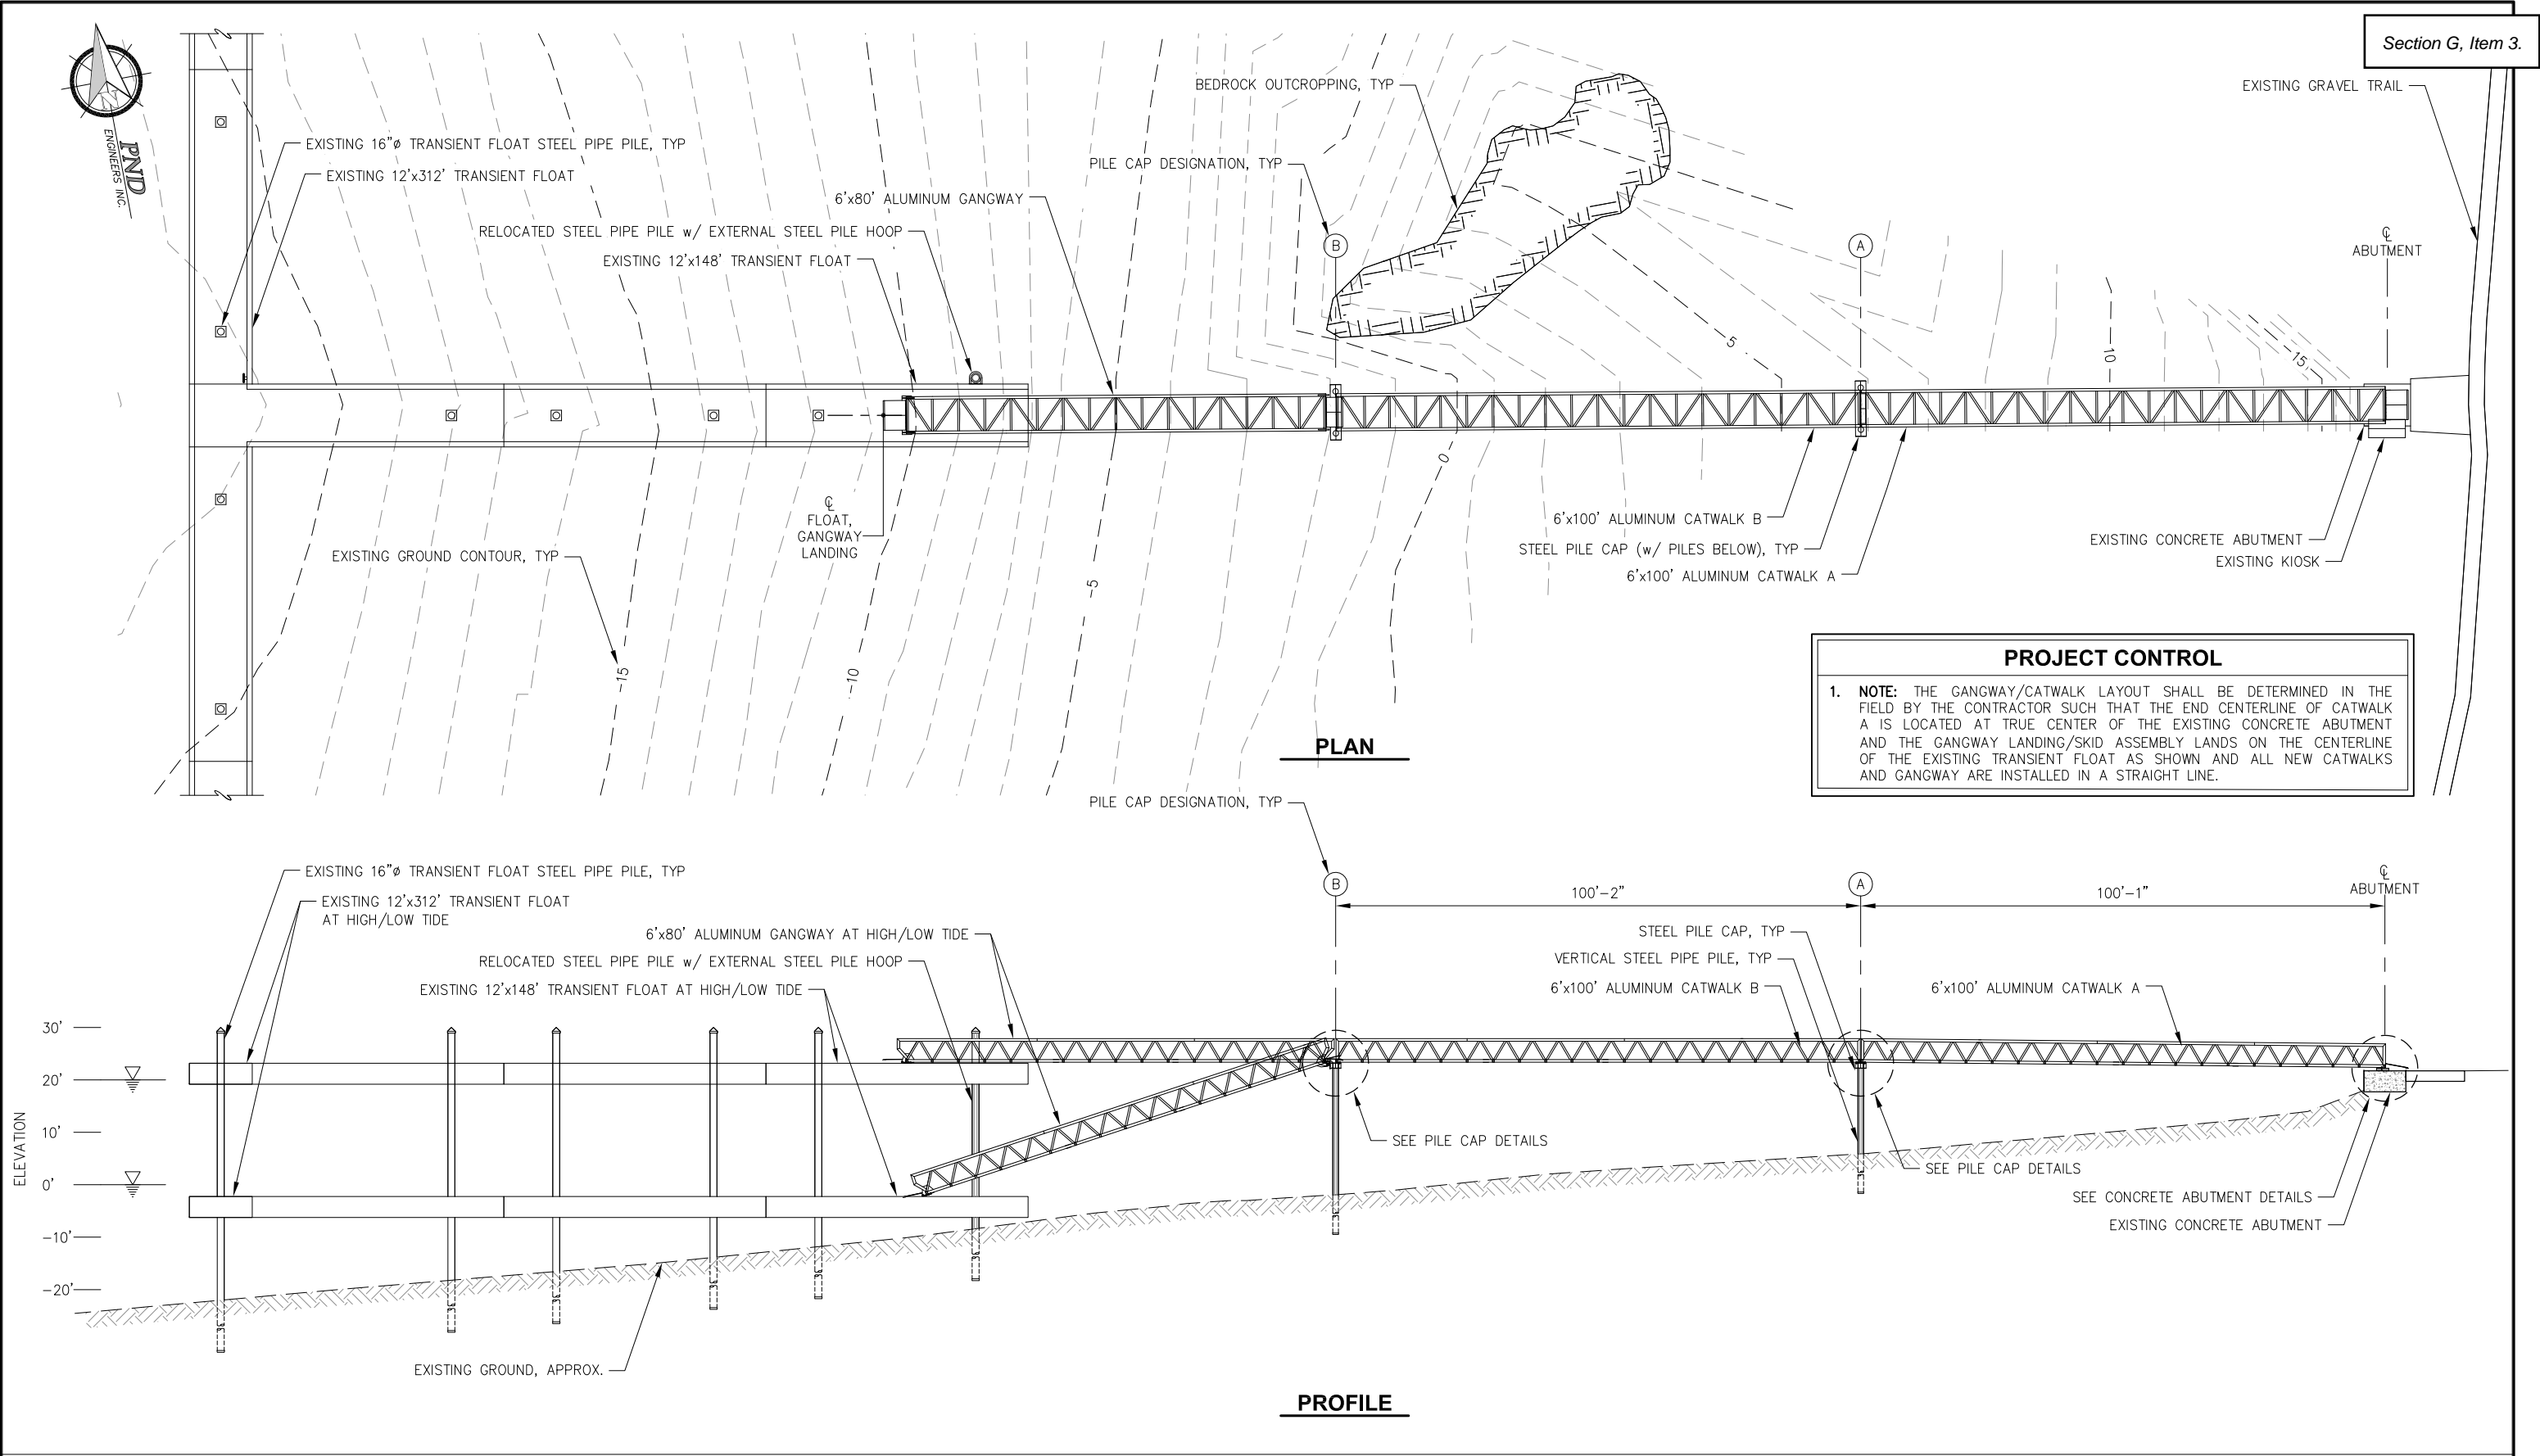 Section G, Item 3.
N
PND
ENGINEERS INC.
BEDROCK OUTCROPPING, TYP
EXISTING GRAVEL TRAIL
EXISTING 16"ø TRANSIENT FLOAT STEEL PIPE PILE, TYP
PILE CAP DESIGNATION, TYP
EXISTING 12'x312' TRANSIENT FLOAT
6'x80' ALUMINUM GANGWAY
RELOCATED STEEL PIPE PILE w/ EXTERNAL STEEL PILE HOOP
EXISTING 12'x148' TRANSIENT FLOAT
B
A
℄
ABUTMENT
5
10
-15
0
℄
FLOAT,
GANGWAY
LANDING
6'x100' ALUMINUM CATWALK B
STEEL PILE CAP (w/ PILES BELOW), TYP
6'x100' ALUMINUM CATWALK A
EXISTING CONCRETE ABUTMENT
EXISTING KIOSK
EXISTING GROUND CONTOUR, TYP
-15
-10
-5
PLAN
PROJECT CONTROL
1. NOTE: THE GANGWAY/CATWALK LAYOUT SHALL BE DETERMINED IN THE
FIELD BY THE CONTRACTOR SUCH THAT THE END CENTERLINE OF CATWALK
A IS LOCATED AT TRUE CENTER OF THE EXISTING CONCRETE ABUTMENT
AND THE GANGWAY LANDING/SKID ASSEMBLY LANDS ON THE CENTERLINE
OF THE EXISTING TRANSIENT FLOAT AS SHOWN AND ALL NEW CATWALKS
AND GANGWAY ARE INSTALLED IN A STRAIGHT LINE.
PILE CAP DESIGNATION, TYP
EXISTING 16"ø TRANSIENT FLOAT STEEL PIPE PILE, TYP
EXISTING 12'x312' TRANSIENT FLOAT
AT HIGH/LOW TIDE
6'x80' ALUMINUM GANGWAY AT HIGH/LOW TIDE
RELOCATED STEEL PIPE PILE w/ EXTERNAL STEEL PILE HOOP
EXISTING 12'x148' TRANSIENT FLOAT AT HIGH/LOW TIDE
B
100'-2"
A
100'-1"
℄
ABUTMENT
STEEL PILE CAP, TYP
VERTICAL STEEL PIPE PILE, TYP
6'x100' ALUMINUM CATWALK B
6'x100' ALUMINUM CATWALK A
ELEVATION
30'
20'
10'
0'
-10'
-20'
SEE PILE CAP DETAILS
SEE PILE CAP DETAILS
SEE CONCRETE ABUTMENT DETAILS
EXISTING CONCRETE ABUTMENT
EXISTING GROUND, APPROX.
PROFILE